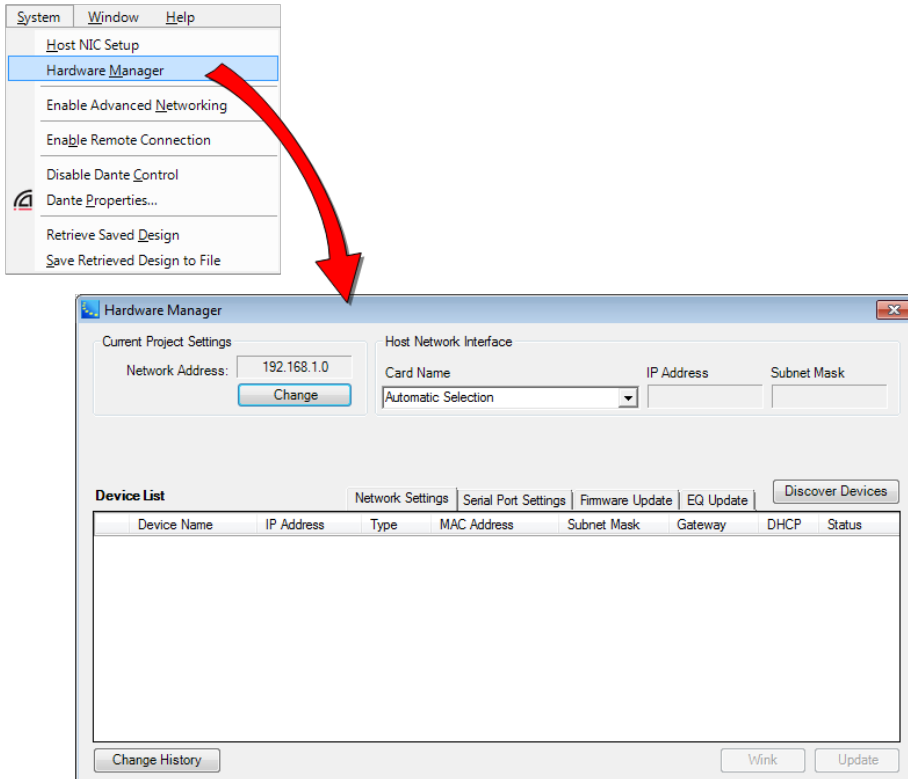 System Window Help
Host NIC Setup
Hardware Manager
Enable Advanced Networking
Enable Remote Connection
Disable Dante Control
Dante Properties...
Retrieve Saved Design
Save Retrieved Design to File
Hardware Manager
Current Project Settings Host Network Interface
Network Address: 192.168.1.0 Card Name IP Address Subnet Mask
Change Automatic Selection
Device List Network Settings Serial Port Settings Firmware Update EQ Update Discover Devices
Device Name IP Address Type MAC Address Subnet Mask Gateway DHCP Status
Change History Wink Update